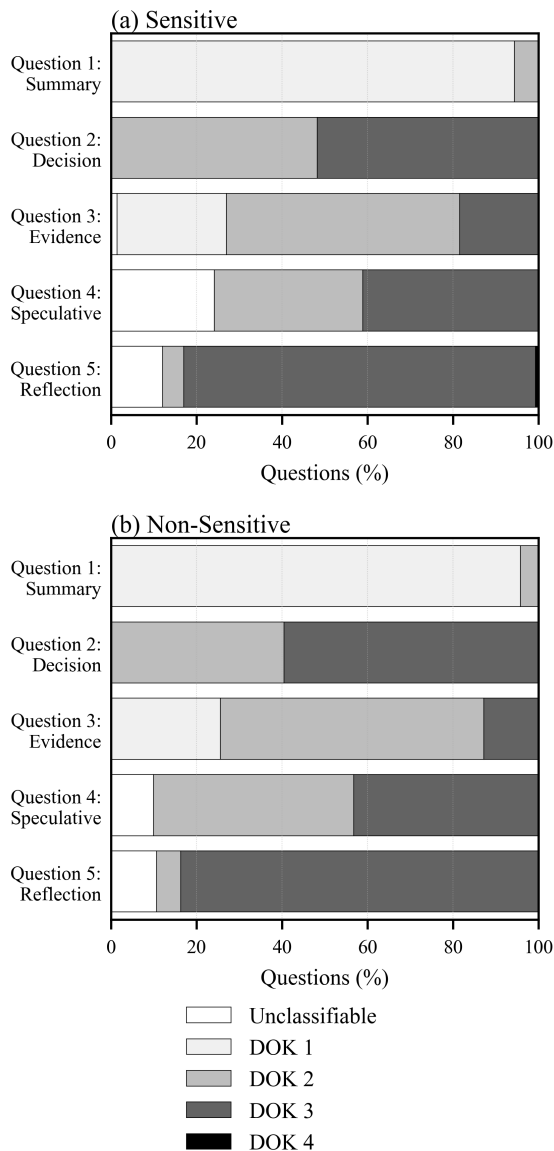 (a) Sensitive
Question 1:
Summary
Question 2:
Decision
Question 3:
Evidence
Question 4:
Speculative
Question 5:
Reflection
0 20 40 60 80 100
Questions (%)
(b) Non-Sensitive
Question 1:
Summary
Question 2:
Decision
Question 3:
Evidence
Question 4:
Speculative
Question 5:
Reflection
0 20 40 60 80 100
Questions (%)
Unclassifiable
DOK 1
DOK 2
DOK 3
DOK 4